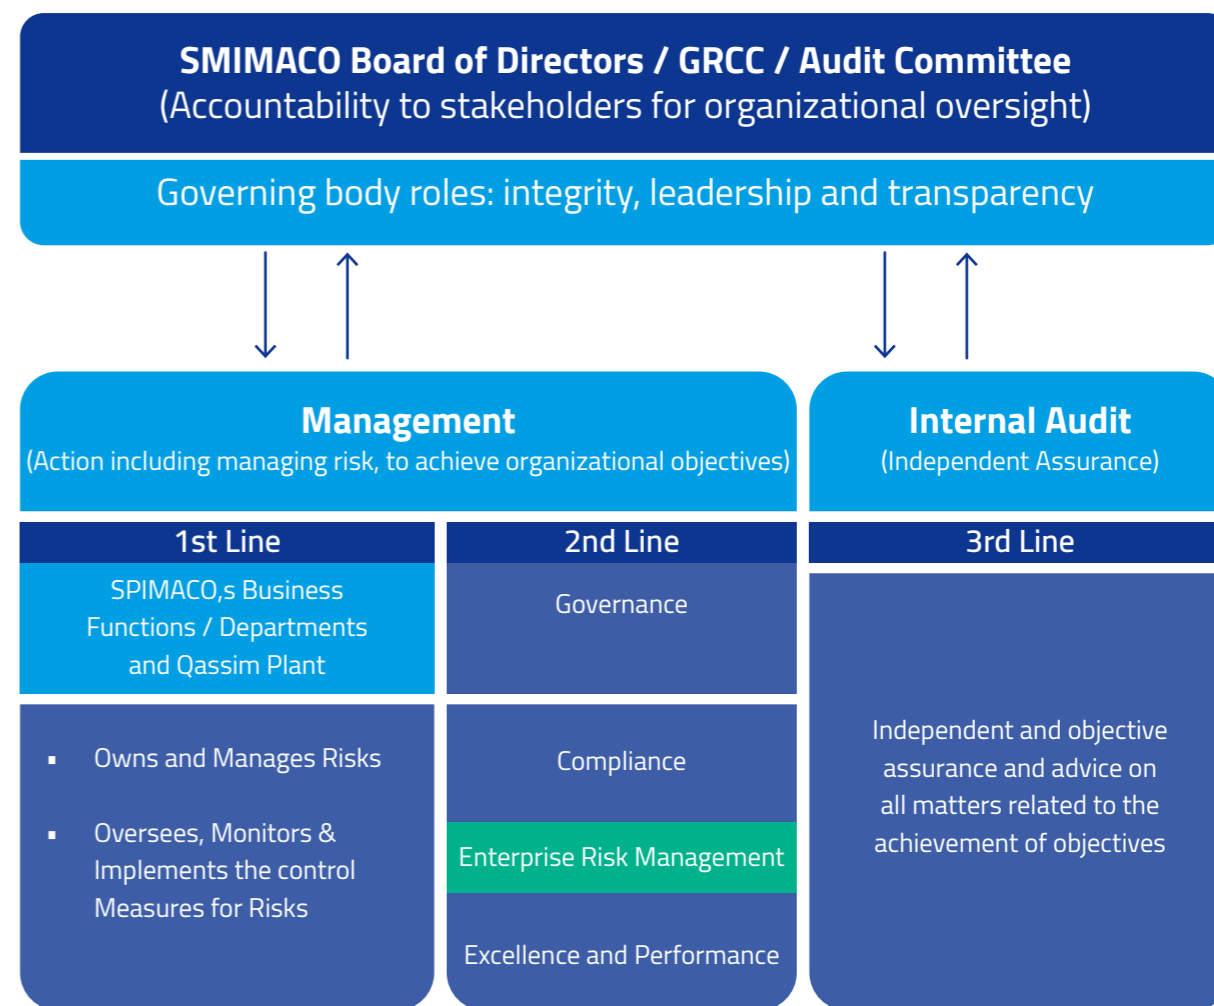 SMIMACO Board of Directors / GRCC / Audit Committee
(Accountability to stakeholders for organizational oversight)
Governing body roles: integrity, leadership and transparency
Management
(Action including managing risk, to achieve organizational objectives)
Internal Audit
(Independent Assurance)
1st Line
SPIMACO,s Business
Functions / Departments
and Qassim Plant
▪ Owns and Manages Risks
▪ Oversees, Monitors &
Implements the control
Measures for Risks
2nd Line
Governance
Compliance
Enterprise Risk Management
Excellence and Performance
3rd Line
Independent and objective
assurance and advice on
all matters related to the
achievement of objectives